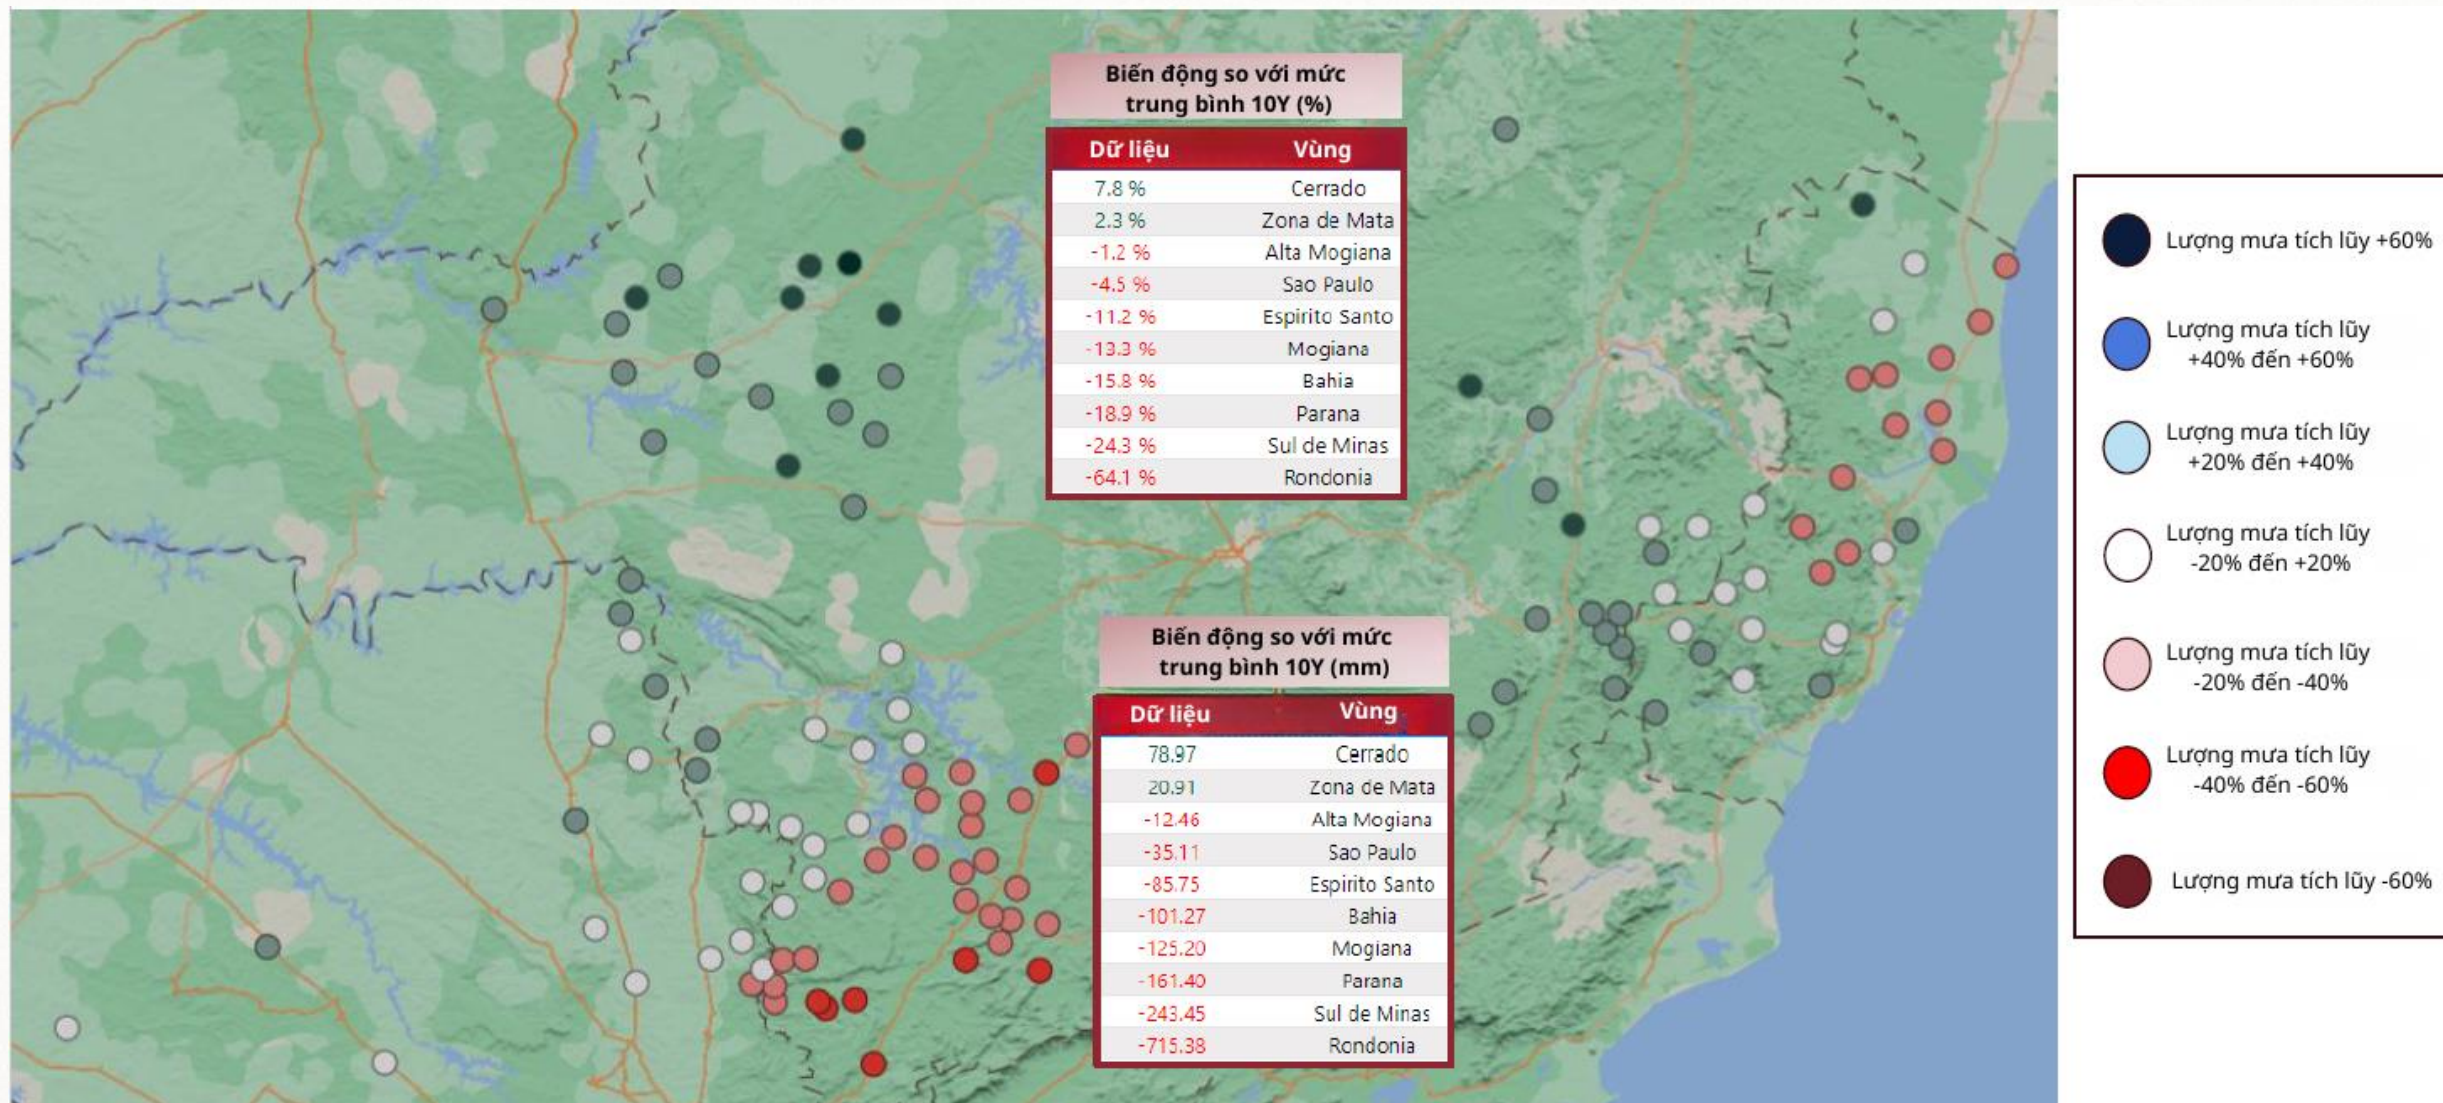 Biến động so với mức
trung bình 10Y (%)
Dữ liệu Vùng
7.8 % Cerrado
2.3 % Zona de Mata
-1.2 % Alta Mogiana
-4.5 % Sao Paulo
-11.2 % Espirito Santo
-13.3 % Mogiana
-15.8 % Bahia
-18.9 % Parana
-24.3 % Sul de Minas
-64.1 % Rondonia
Biến động so với mức
trung bình 10Y (mm)
Dữ liệu Vùng
78.97 Cerrado
20.91 Zona de Mata
-12.46 Alta Mogiana
-35.11 Sao Paulo
-85.75 Espirito Santo
-101.27 Bahia
-125.20 Mogiana
-161.40 Parana
-243.45 Sul de Minas
-715.38 Rondonia
Lượng mưa tích lũy +60%
Lượng mưa tích lũy
+40% đến +60%
Lượng mưa tích lũy
+20% đến +40%
Lượng mưa tích lũy
-20% đến +20%
Lượng mưa tích lũy
-20% đến -40%
Lượng mưa tích lũy
-40% đến -60%
Lượng mưa tích lũy -60%